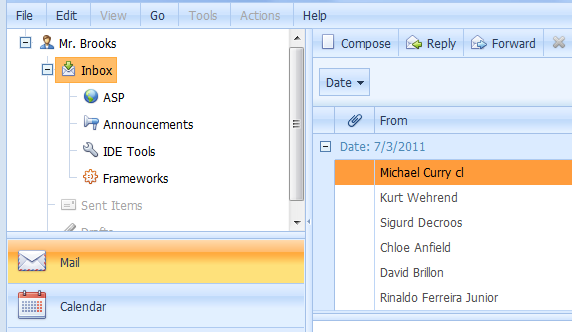 File Edit View Go Tools Actions Help
Mr. Brooks
Inbox
ASP
Announcements
IDE Tools
Frameworks
Sent Items
Drafts
Mail
Calendar
Compose Reply Forward
Date
From
Date: 7/3/2011
Michael Curry cl
Kurt Wehrend
Sigurd Decroos
Chloe Anfield
David Brillon
Rinaldo Ferreira Junior